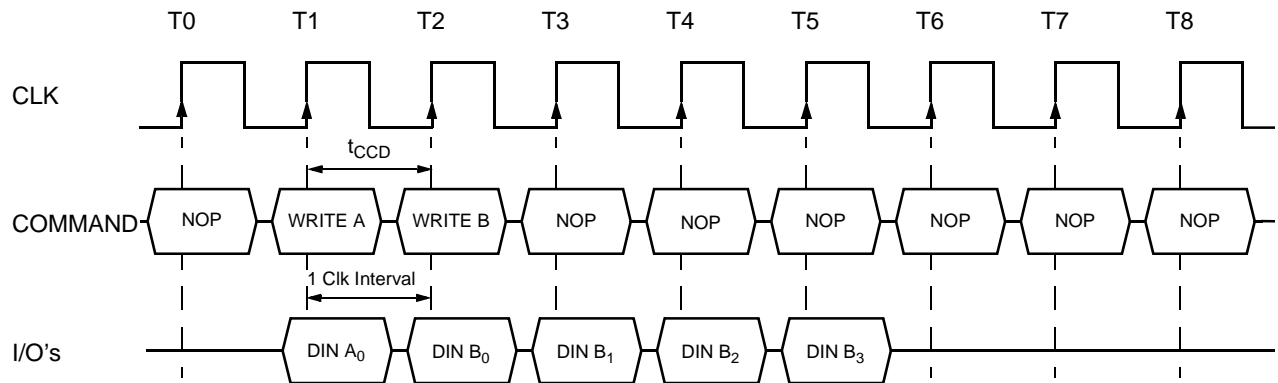 T0 T1 T2 T3 T4 T5 T6 T7 T8
CLK
tCCD
COMMAND NOP WRITE A WRITE B NOP NOP NOP NOP NOP NOP
1 Clk Interval
I/O's DIN A0 DIN B0 DIN B1 DIN B2 DIN B3